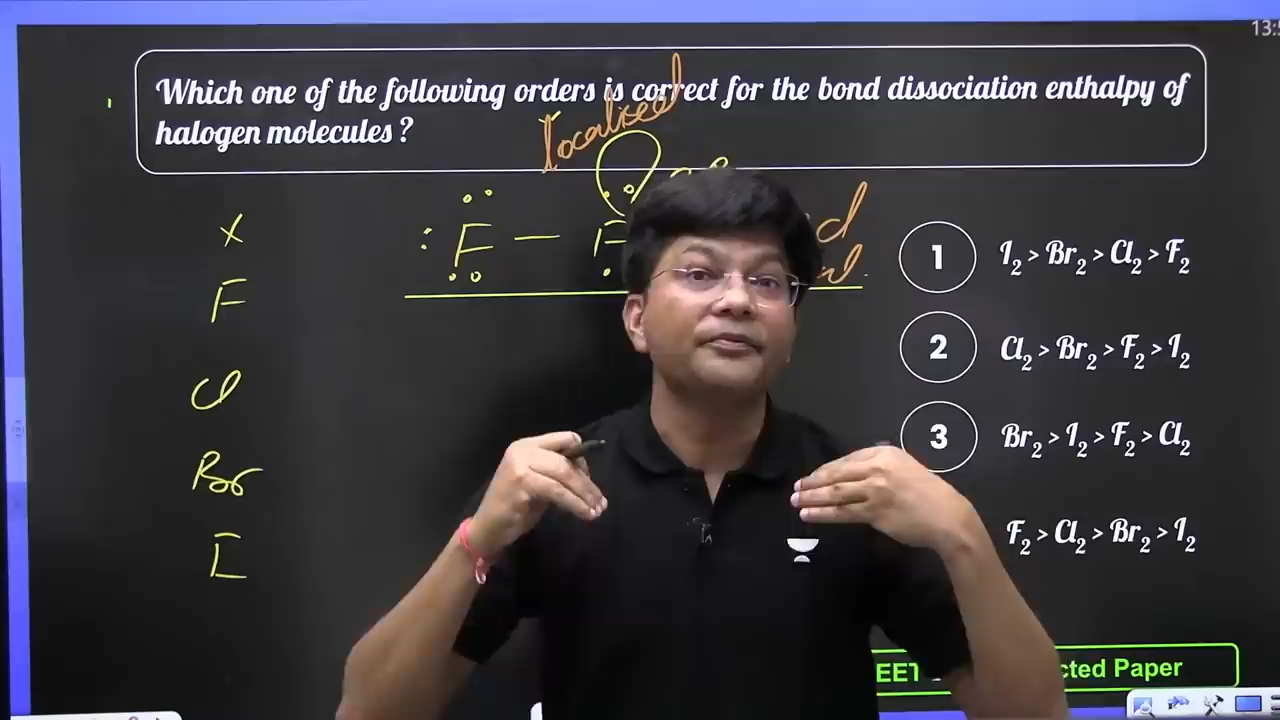 13:5
Which one of the following orders is correct for the bond dissociation enthalpy of
halogen molecules ?
localised
X
F
Cl
Br
I
F — F
1 I₂ > Br₂ > Cl₂ > F₂
2 Cl₂ > Br₂ > F₂ > I₂
3 Br₂ > I₂ > F₂ > Cl₂
F₂ > Cl₂ > Br₂ > I₂
cted Paper